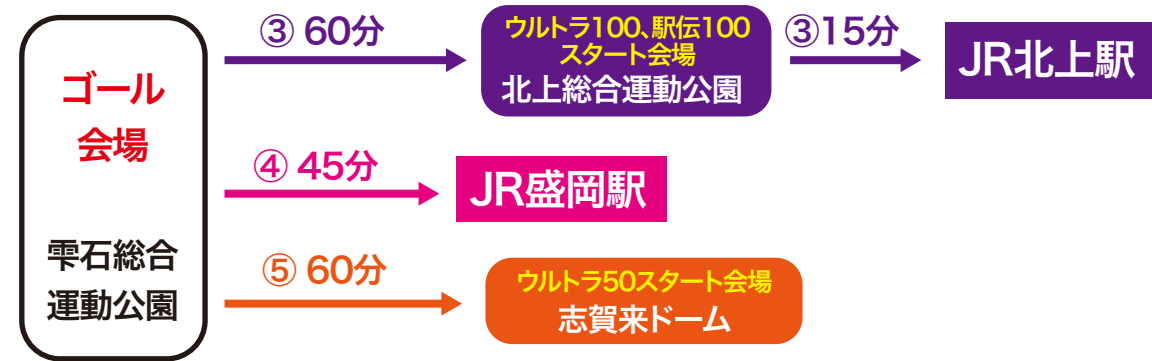 ゴール
会場
雫石総合
運動公園
③ 60分
ウルトラ100、駅伝100
スタート会場
北上総合運動公園
③15分
JR北上駅
④ 45分
JR盛岡駅
⑤ 60分
ウルトラ50スタート会場
志賀来ドーム